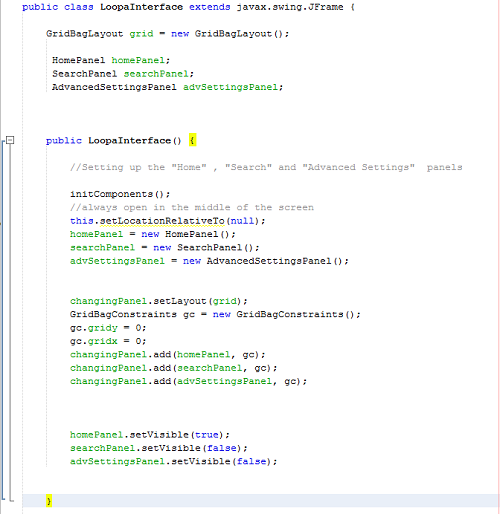 public class LoopaInterface extends javax.swing.JFrame {
GridBagLayout grid = new GridBagLayout();
HomePanel homePanel;
SearchPanel searchPanel;
AdvancedSettingsPanel advSettingsPanel;
public LoopaInterface() {
//Setting up the "Home" , "Search" and "Advanced Settings"  panels
initComponents();
//always open in the middle of the screen
this.setLocationRelativeTo(null);
homePanel = new HomePanel();
searchPanel = new SearchPanel();
advSettingsPanel = new AdvancedSettingsPanel();
changingPanel.setLayout(grid);
GridBagConstraints gc = new GridBagConstraints();
gc.gridy = 0;
gc.gridx = 0;
changingPanel.add(homePanel, gc);
changingPanel.add(searchPanel, gc);
changingPanel.add(advSettingsPanel, gc);
homePanel.setVisible(true);
searchPanel.setVisible(false);
advSettingsPanel.setVisible(false);
}